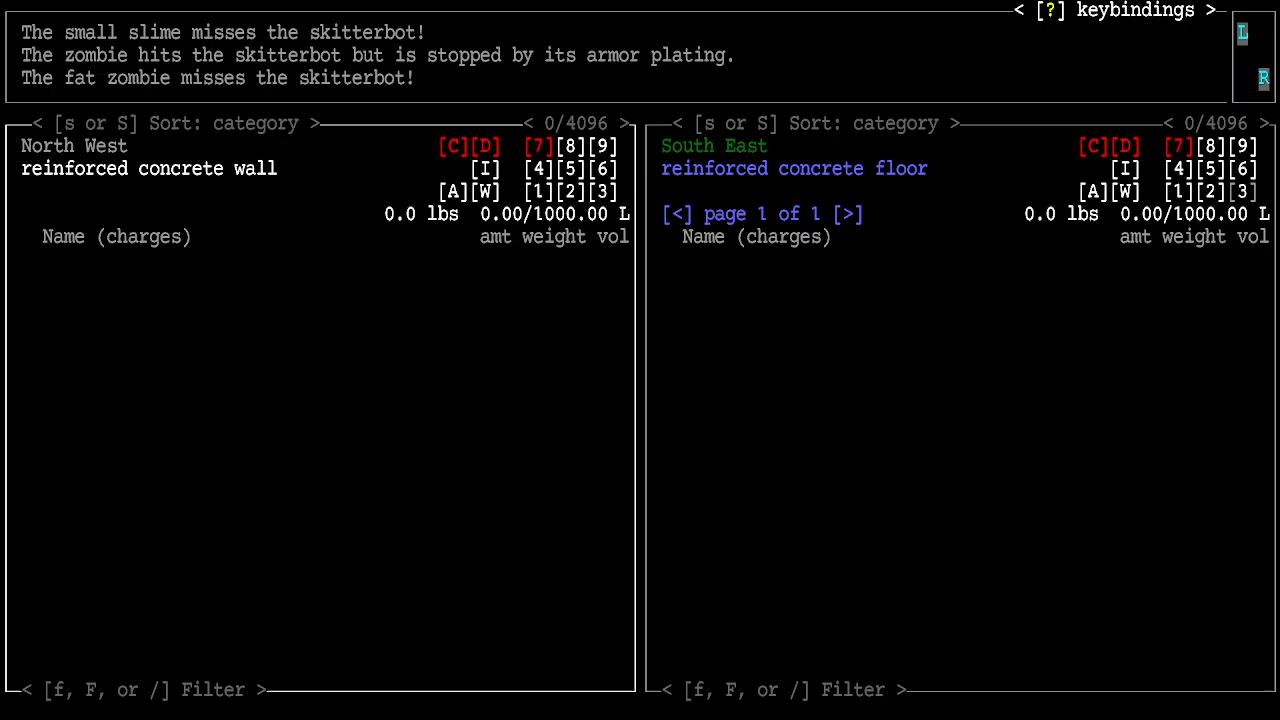 < [?] keybindings >
The small slime misses the skitterbot!
L
The zombie hits the skitterbot but is stopped by its armor plating.
The fat zombie misses the skitterbot!
R
< [s or S] Sort: category > < 0/4096 >
North West [C][D] [7][8][9]
reinforced concrete wall [I] [4][5][6]
[A][W] [1][2][3]
0.0 lbs 0.00/1000.00 L
Name (charges) amt weight vol
< [f, F, or /] Filter >
< [s or S] Sort: category > < 0/4096 >
South East [C][D] [7][8][9]
reinforced concrete floor [I] [4][5][6]
[A][W] [1][2][3]
[<] page 1 of 1 [>] 0.0 lbs 0.00/1000.00 L
Name (charges) amt weight vol
< [f, F, or /] Filter >